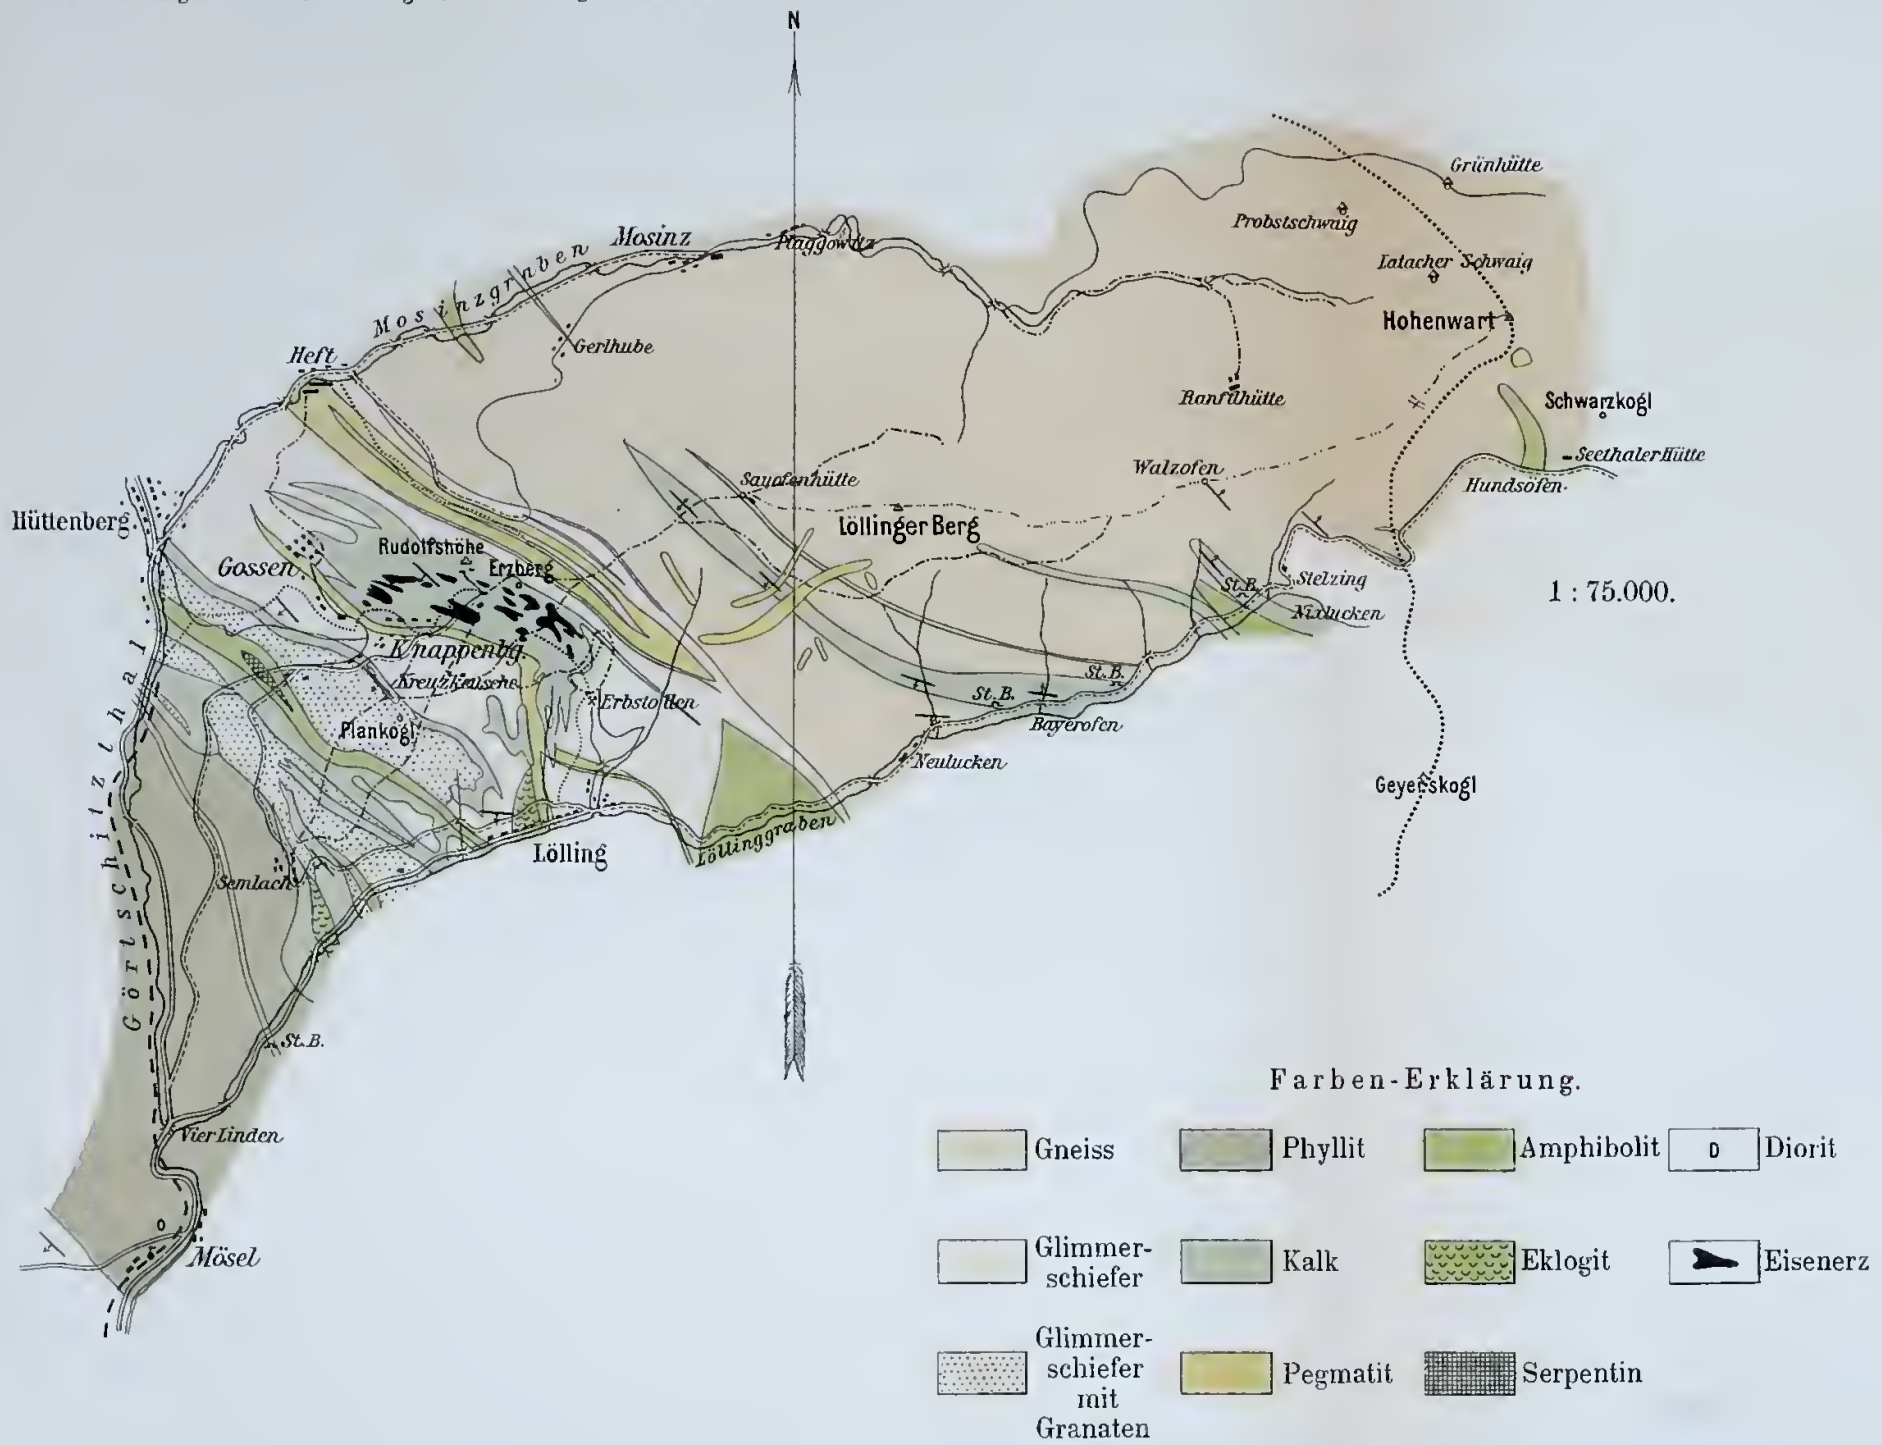 N
Grünhütte
Probstschwaig
Mosinz
Plaggowitz
Mosinzgraben
Latacher Schwaig
Hohenwart
Gerlhube
Heft
Schwarzkogl
Seethaler Hütte
Walzofen
Hundsöfen
Hüttenberg
Löllinger Berg
Rudolfshöhe
Erzberg
Gossen
St.B.
Stelzing
1 : 75.000.
Nixlucken
Knappenbg.
Kreuzkeusche
St.B.
St.B.
Erbstollen
Plankogl
Bayerofen
Neulucken
Geyerskogl
Löllinggraben
Lölling
Semlach
Görtschitzthal
St.B.
Vier Linden
Mösel
Farben-Erklärung.
Gneiss
Phyllit
Amphibolit
D
Diorit
Glimmer-
schiefer
Kalk
Eklogit
Eisenerz
Glimmer-
schiefer
mit
Granaten
Pegmatit
Serpentin